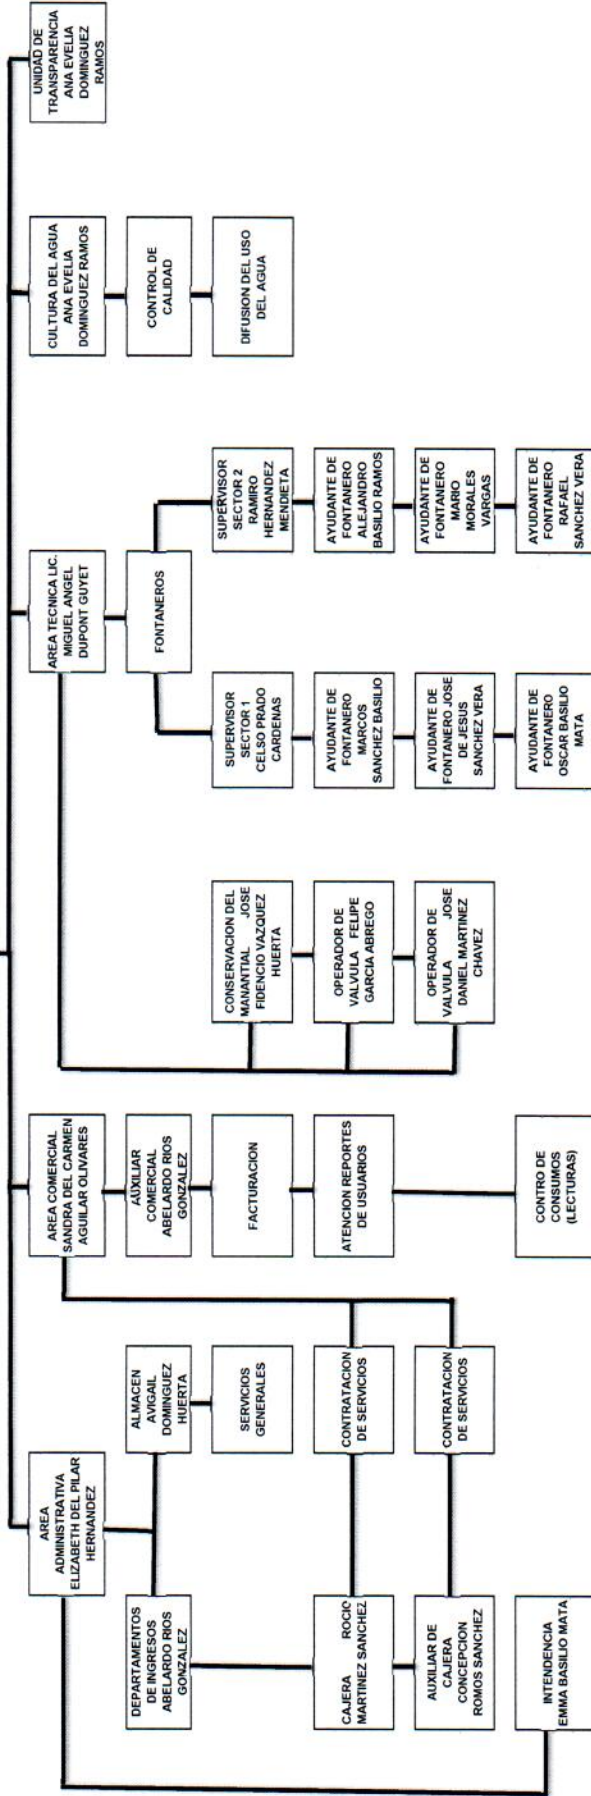 UNIDAD DE
TRANSPARENCIA
ANA EVELIA
DOMINGUEZ
RAMOS
CULTURA DEL AGUA
ANA EVELIA
DOMINGUEZ RAMOS
CONTROL DE
CALIDAD
DIFUSION DEL USO
DEL AGUA
AREA TECNICA LIC.
MIGUEL ANGEL
DUPONT GUYET
FONTANEROS
SUPERVISOR
SECTOR 2
RAMIRO
HERNANDEZ
MENDIETA
AYUDANTE DE
FONTANERO
ALEJANDRO
BASILIO RAMOS
AYUDANTE DE
FONTANERO
MARIO
MORALES
VARGAS
AYUDANTE DE
FONTANERO
RAFAEL
SANCHEZ VERA
SUPERVISOR
SECTOR 1
CELSO PRADO
CARDENAS
AYUDANTE DE
FONTANERO
MARCOS
SANCHEZ BASILIO
AYUDANTE DE
FONTANERO JOSE
DE JESUS
SANCHEZ VERA
AYUDANTE DE
FONTANERO
OSCAR BASILIO
MATA
CONSERVACION DEL
MANANTIAL JOSE
FIDENCIO VAZQUEZ
HUERTA
OPERADOR DE
VALVULA FELIPE
GARCIA ABREGO
OPERADOR DE
VALVULA JOSE
DANIEL MARTINEZ
CHAVEZ
AREA COMERCIAL
SANDRA DEL CARMEN
AGUILAR OLIVARES
AUXILIAR
COMERCIAL
ABELARDO RIOS
GONZALEZ
FACTURACION
ATENCION REPORTES
DE USUARIOS
CONTRO DE
CONSUMOS
(LECTURAS)
AREA
ADMINISTRATIVA
ELIZABETH DEL PILAR
HERNANDEZ
ALMACEN
AVIGAIL
DOMINGUEZ
HUERTA
SERVICIOS
GENERALES
CONTRATACION
DE SERVICIOS
CONTRATACION
DE SERVICIOS
DEPARTAMENTOS
DE INGRESOS
ABELARDO RIOS
GONZALEZ
CAJERA ROCIO
MARTINEZ SANCHEZ
AUXILIAR DE
CAJERA
CONCEPCION
ROMOS SANCHEZ
INTENDENCIA
EMMA BASILIO MATA